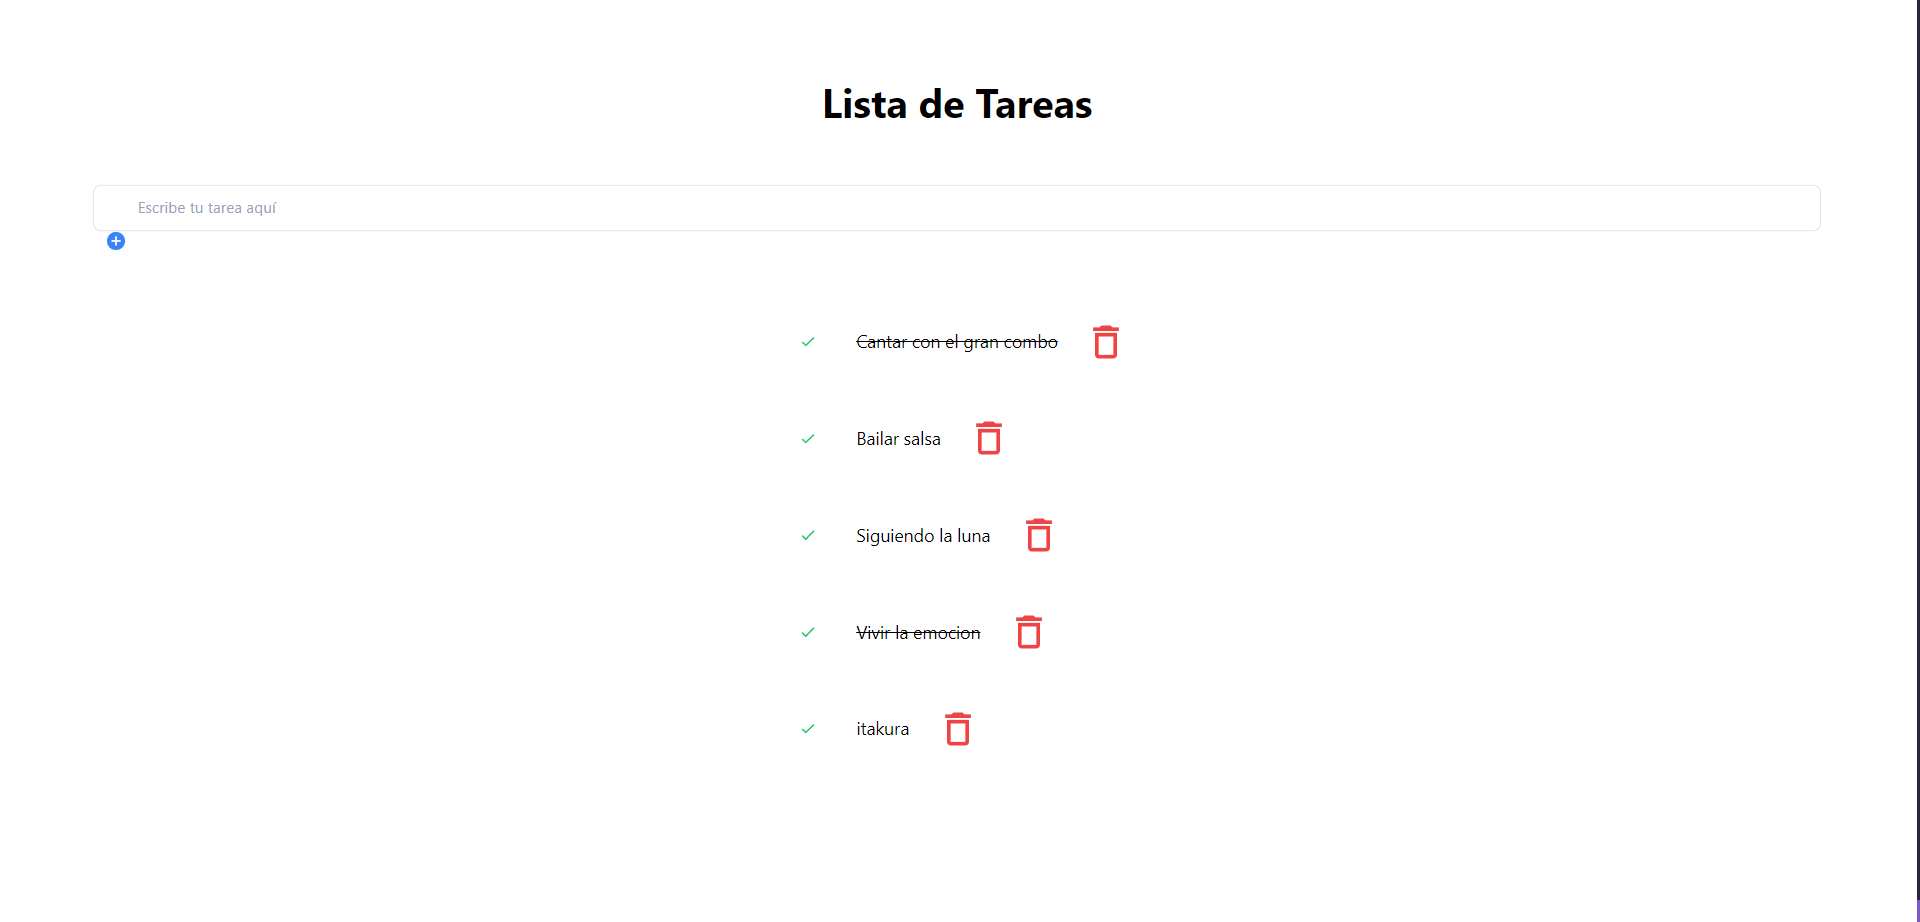 Lista de Tareas
Escribe tu tarea aquí
Cantar con el gran combo
Bailar salsa
Siguiendo la luna
Vivir la emocion
itakura